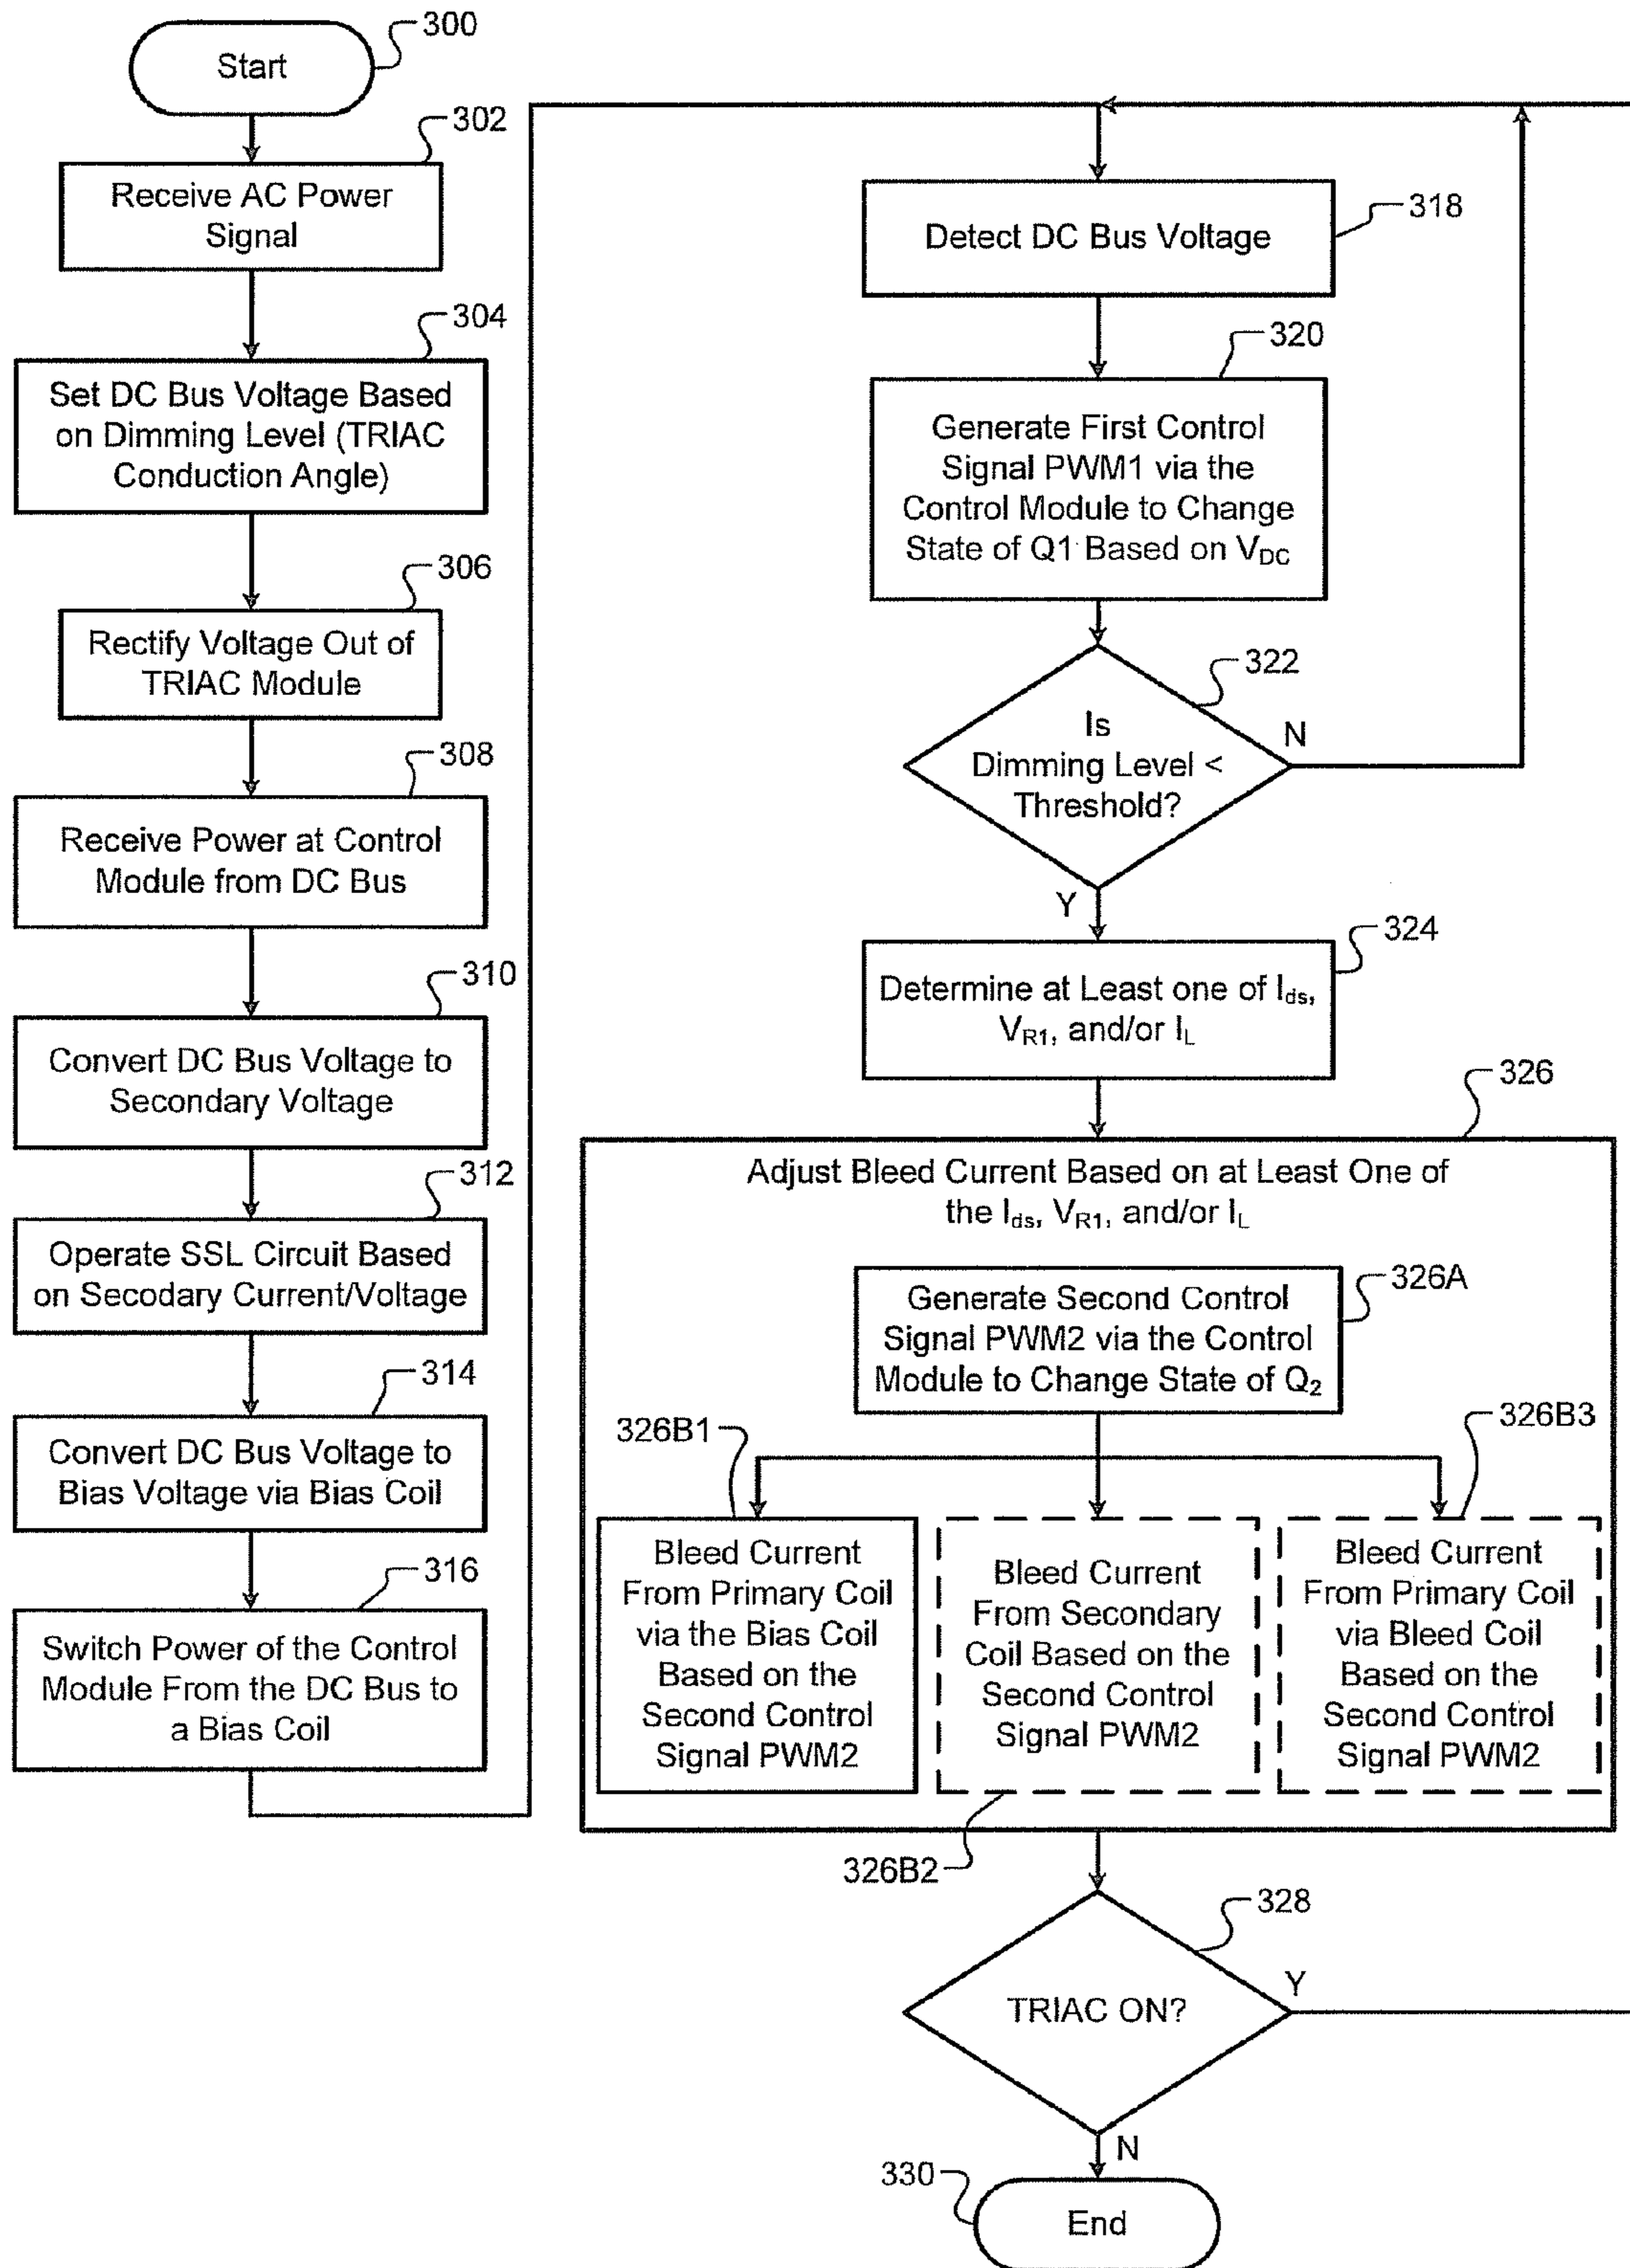 300
Start
302
Receive AC Power
Signal
304
Set DC Bus Voltage Based
on Dimming Level (TRIAC
Conduction Angle)
306
Rectify Voltage Out of
TRIAC Module
308
Receive Power at Control
Module from DC Bus
310
Convert DC Bus Voltage to
Secondary Voltage
312
Operate SSL Circuit Based
on Secodary Current/Voltage
314
Convert DC Bus Voltage to
Bias Voltage via Bias Coil
316
Switch Power of the Control
Module From the DC Bus to
a Bias Coil
318
Detect DC Bus Voltage
320
Generate First Control
Signal PWM1 via the
Control Module to Change
State of Q1 Based on V_DC
322
Is
Dimming Level <
Threshold?
N
Y
324
Determine at Least one of I_ds,
V_R1, and/or I_L
326
Adjust Bleed Current Based on at Least One of
the I_ds, V_R1, and/or I_L
326A
Generate Second Control
Signal PWM2 via the Control
Module to Change State of Q_2
326B1
Bleed Current
From Primary Coil
via the Bias Coil
Based on the
Second Control
Signal PWM2
Bleed Current
From Secondary
Coil Based on the
Second Control
Signal PWM2
326B2
326B3
Bleed Current
From Primary Coil
via Bleed Coil
Based on the
Second Control
Signal PWM2
328
TRIAC ON?
Y
N
330
End